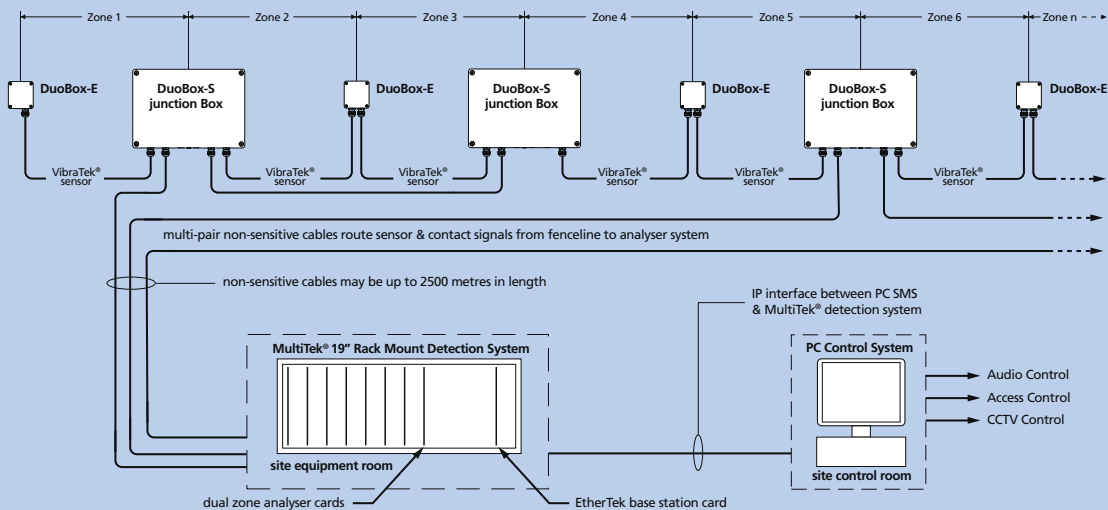 Zone 1
Zone 2
Zone 3
Zone 4
Zone 5
Zone 6
Zone n
DuoBox-E
DuoBox-S
junction Box
DuoBox-E
DuoBox-S
junction Box
DuoBox-E
DuoBox-S
junction Box
DuoBox-E
VibraTek®
sensor
VibraTek®
sensor
VibraTek®
sensor
VibraTek®
sensor
VibraTek®
sensor
VibraTek®
sensor
multi-pair non-sensitive cables route sensor & contact signals from fenceline to analyser system
non-sensitive cables may be up to 2500 metres in length
IP interface between PC SMS
& MultiTek® detection system
MultiTek® 19” Rack Mount Detection System
site equipment room
dual zone analyser cards
EtherTek base station card
PC Control System
site control room
Audio Control
Access Control
CCTV Control